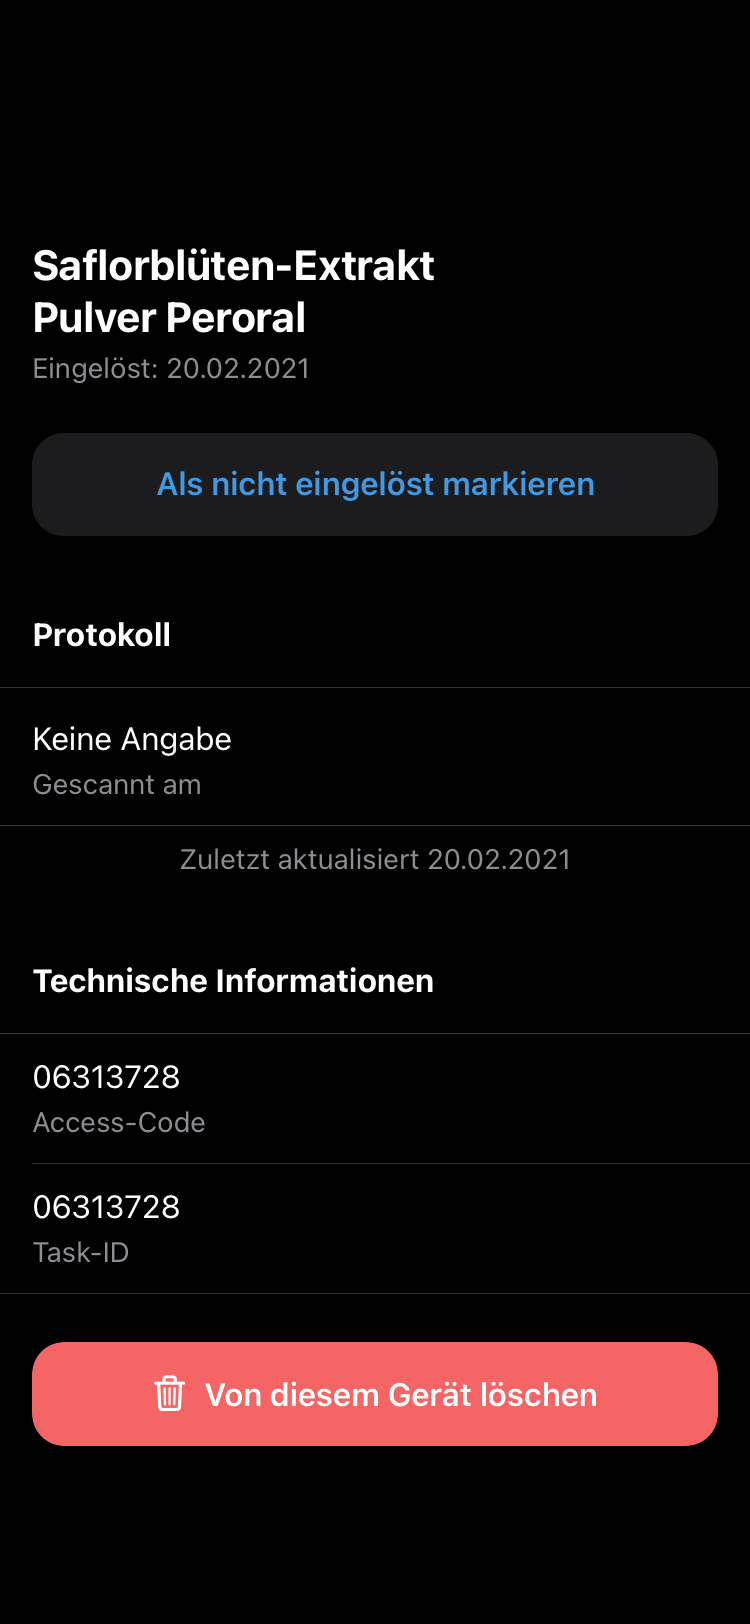 Saflorblüten-Extrakt
Pulver Peroral
Eingelöst: 20.02.2021
Als nicht eingelöst markieren
Protokoll
Keine Angabe
Gescannt am
Zuletzt aktualisiert 20.02.2021
Technische Informationen
06313728
Access-Code
06313728
Task-ID
Von diesem Gerät löschen